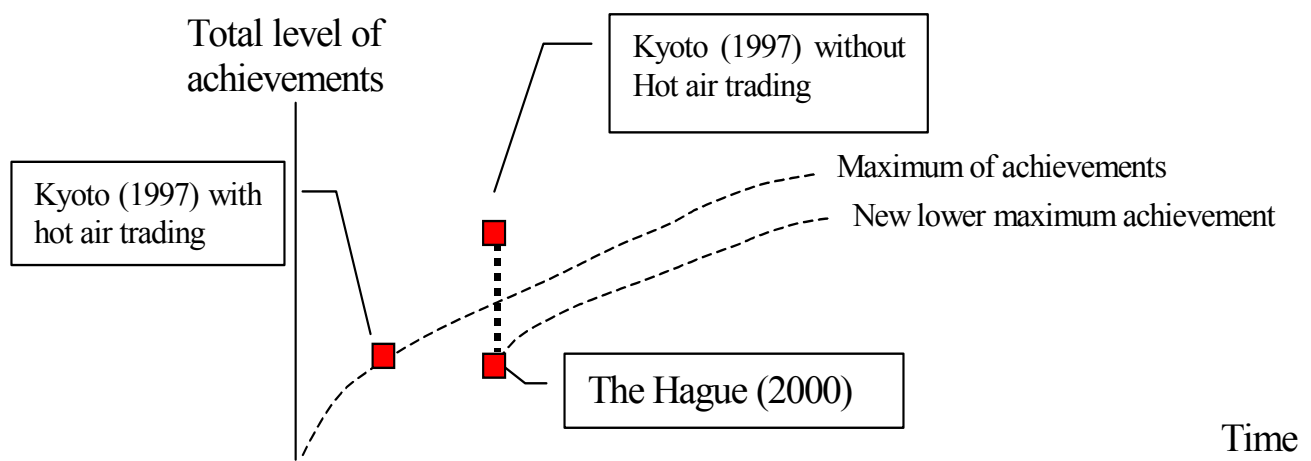 Total level of
achievements
Kyoto (1997) without
Hot air trading
Kyoto (1997) with
hot air trading
Maximum of achievements
New lower maximum achievement
The Hague (2000)
Time